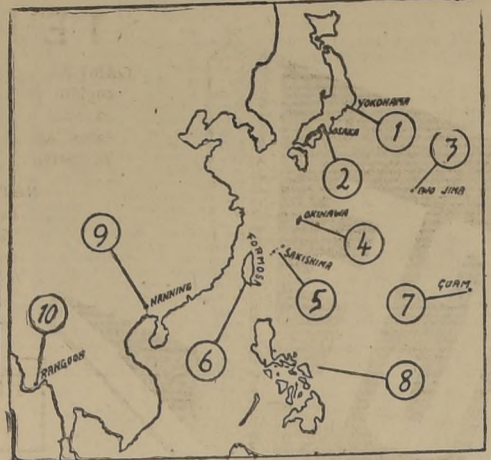 YOKOHAMA
1
3
OSAKA
2
IWO JIMA
OKINAWA
4
9
FORMOSA
SAKISHIMA
5
GUAM
7
NANNING
10
6
RANGOON
8